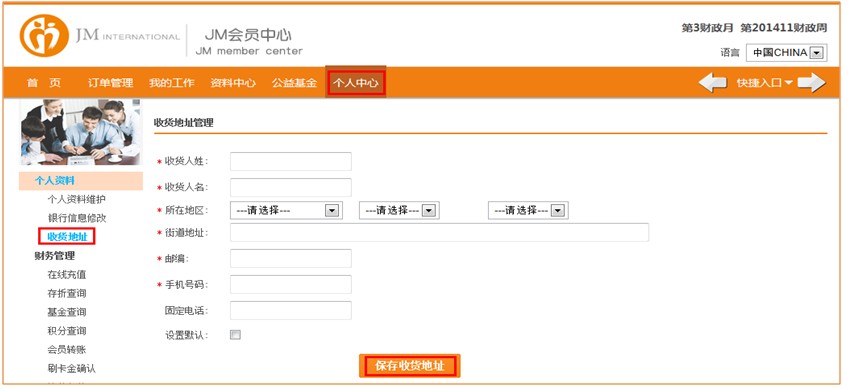 JM INTERNATIONAL
JM会员中心
JM member center
第3财政月 第201411财政周
语言 中国CHINA
首 页 订单管理 我的工作 资料中心 公益基金 个人中心 快捷入口
个人资料
个人资料维护
银行信息修改
收货地址
财务管理
在线充值
存折查询
基金查询
积分查询
会员转账
刷卡金确认
收货地址管理
* 收货人姓：
* 收货人名：
* 所在地区： ---请选择--- ---请选择--- ---请选择---
* 街道地址：
* 邮编：
* 手机号码：
固定电话：
设置默认：
保存收货地址